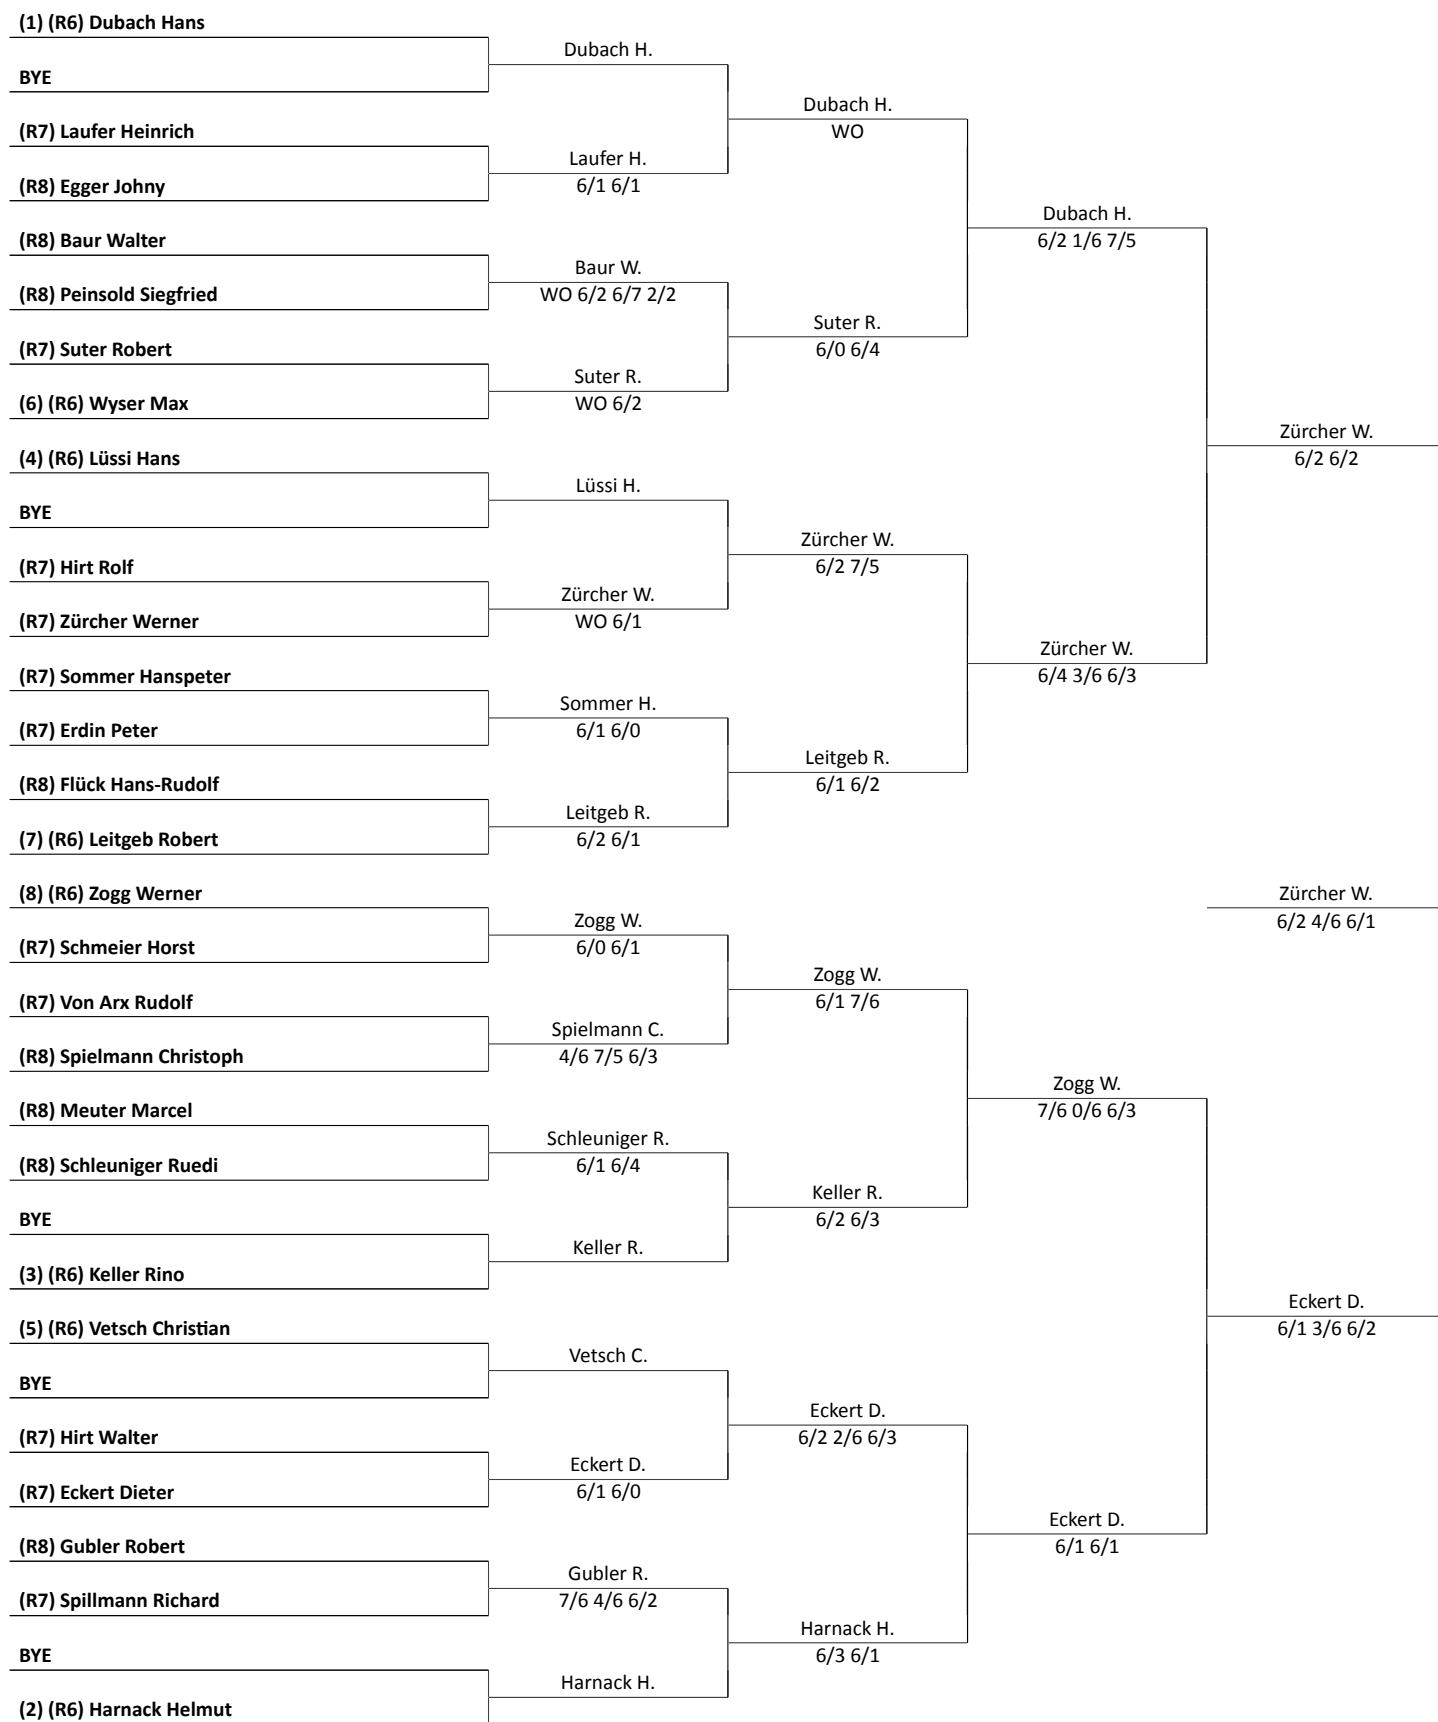 (1) (R6) Dubach Hans
BYE
(R7) Laufer Heinrich
(R8) Egger Johny
(R8) Baur Walter
(R8) Peinsold Siegfried
(R7) Suter Robert
(6) (R6) Wyser Max
(4) (R6) Lüssi Hans
BYE
(R7) Hirt Rolf
(R7) Zürcher Werner
(R7) Sommer Hanspeter
(R7) Erdin Peter
(R8) Flück Hans-Rudolf
(7) (R6) Leitgeb Robert
(8) (R6) Zogg Werner
(R7) Schmeier Horst
(R7) Von Arx Rudolf
(R8) Spielmann Christoph
(R8) Meuter Marcel
(R8) Schleuniger Ruedi
BYE
(3) (R6) Keller Rino
(5) (R6) Vetsch Christian
BYE
(R7) Hirt Walter
(R7) Eckert Dieter
(R8) Gubler Robert
(R7) Spillmann Richard
BYE
(2) (R6) Harnack Helmut
Dubach H.
Laufer H.
6/1 6/1
Baur W.
WO 6/2 6/7 2/2
Suter R.
WO 6/2
Lüssi H.
Zürcher W.
WO 6/1
Sommer H.
6/1 6/0
Leitgeb R.
6/2 6/1
Zogg W.
6/0 6/1
Spielmann C.
4/6 7/5 6/3
Schleuniger R.
6/1 6/4
Keller R.
Vetsch C.
Eckert D.
6/1 6/0
Gubler R.
7/6 4/6 6/2
Harnack H.
Dubach H.
WO
Suter R.
6/0 6/4
Zürcher W.
6/2 7/5
Leitgeb R.
6/1 6/2
Zogg W.
6/1 7/6
Keller R.
6/2 6/3
Eckert D.
6/2 2/6 6/3
Harnack H.
6/3 6/1
Dubach H.
6/2 1/6 7/5
Zürcher W.
6/4 3/6 6/3
Zogg W.
7/6 0/6 6/3
Eckert D.
6/1 6/1
Zürcher W.
6/2 6/2
Zürcher W.
6/2 4/6 6/1
Eckert D.
6/1 3/6 6/2